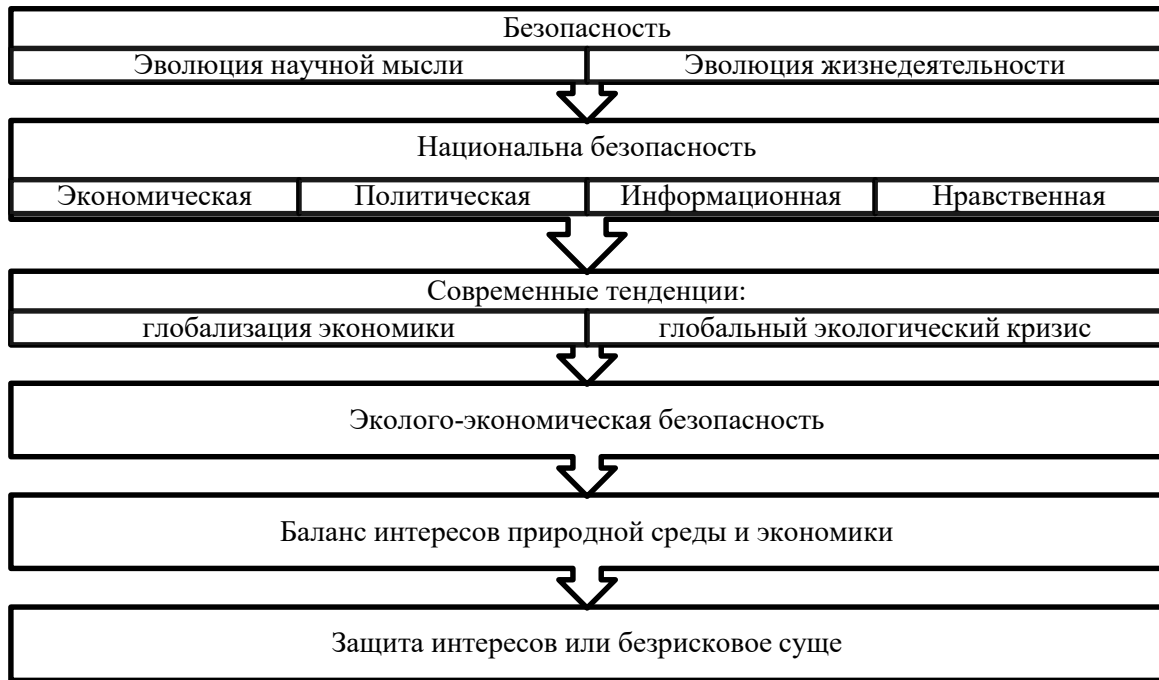 Безопасность
Эволюция научной мысли Эволюция жизнедеятельности
Национальна безопасность
Экономическая Политическая Информационная Нравственная
Современные тенденции:
глобализация экономики глобальный экологический кризис
Эколого-экономическая безопасность
Баланс интересов природной среды и экономики
Защита интересов или безрисковое суще